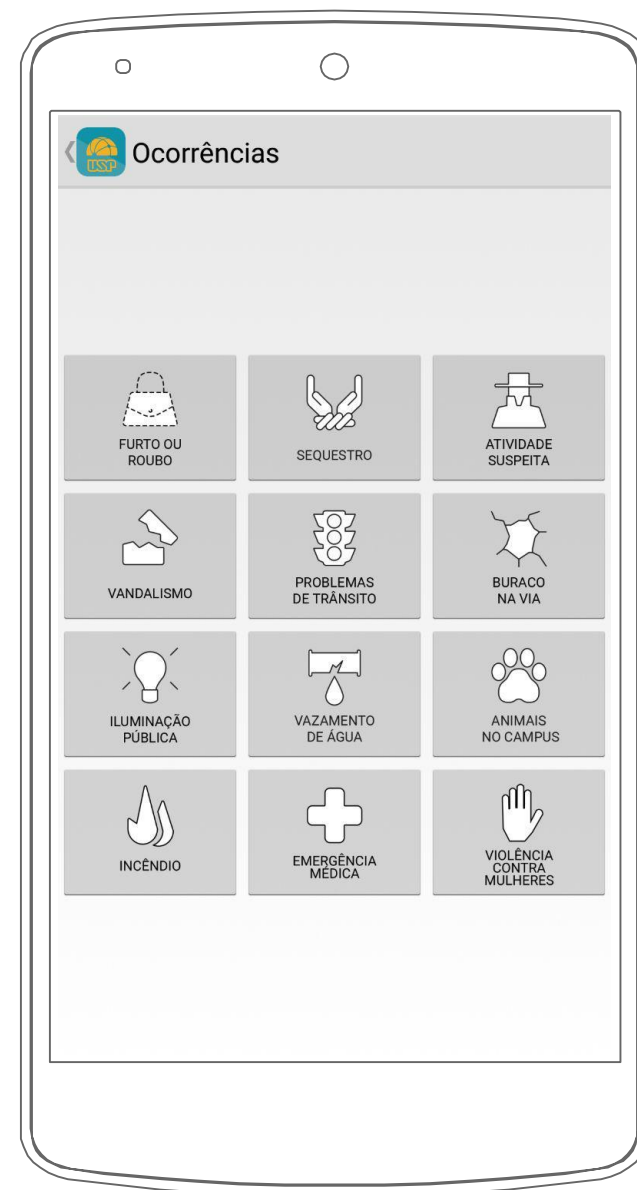 USP
Ocorrências
FURTO OU
ROUBO
SEQUESTRO
ATIVIDADE
SUSPEITA
VANDALISMO
PROBLEMAS
DE TRÂNSITO
BURACO
NA VIA
ILUMINAÇÃO
PÚBLICA
VAZAMENTO
DE ÁGUA
ANIMAIS
NO CAMPUS
INCÊNDIO
EMERGÊNCIA
MÉDICA
VIOLÊNCIA
CONTRA
MULHERES